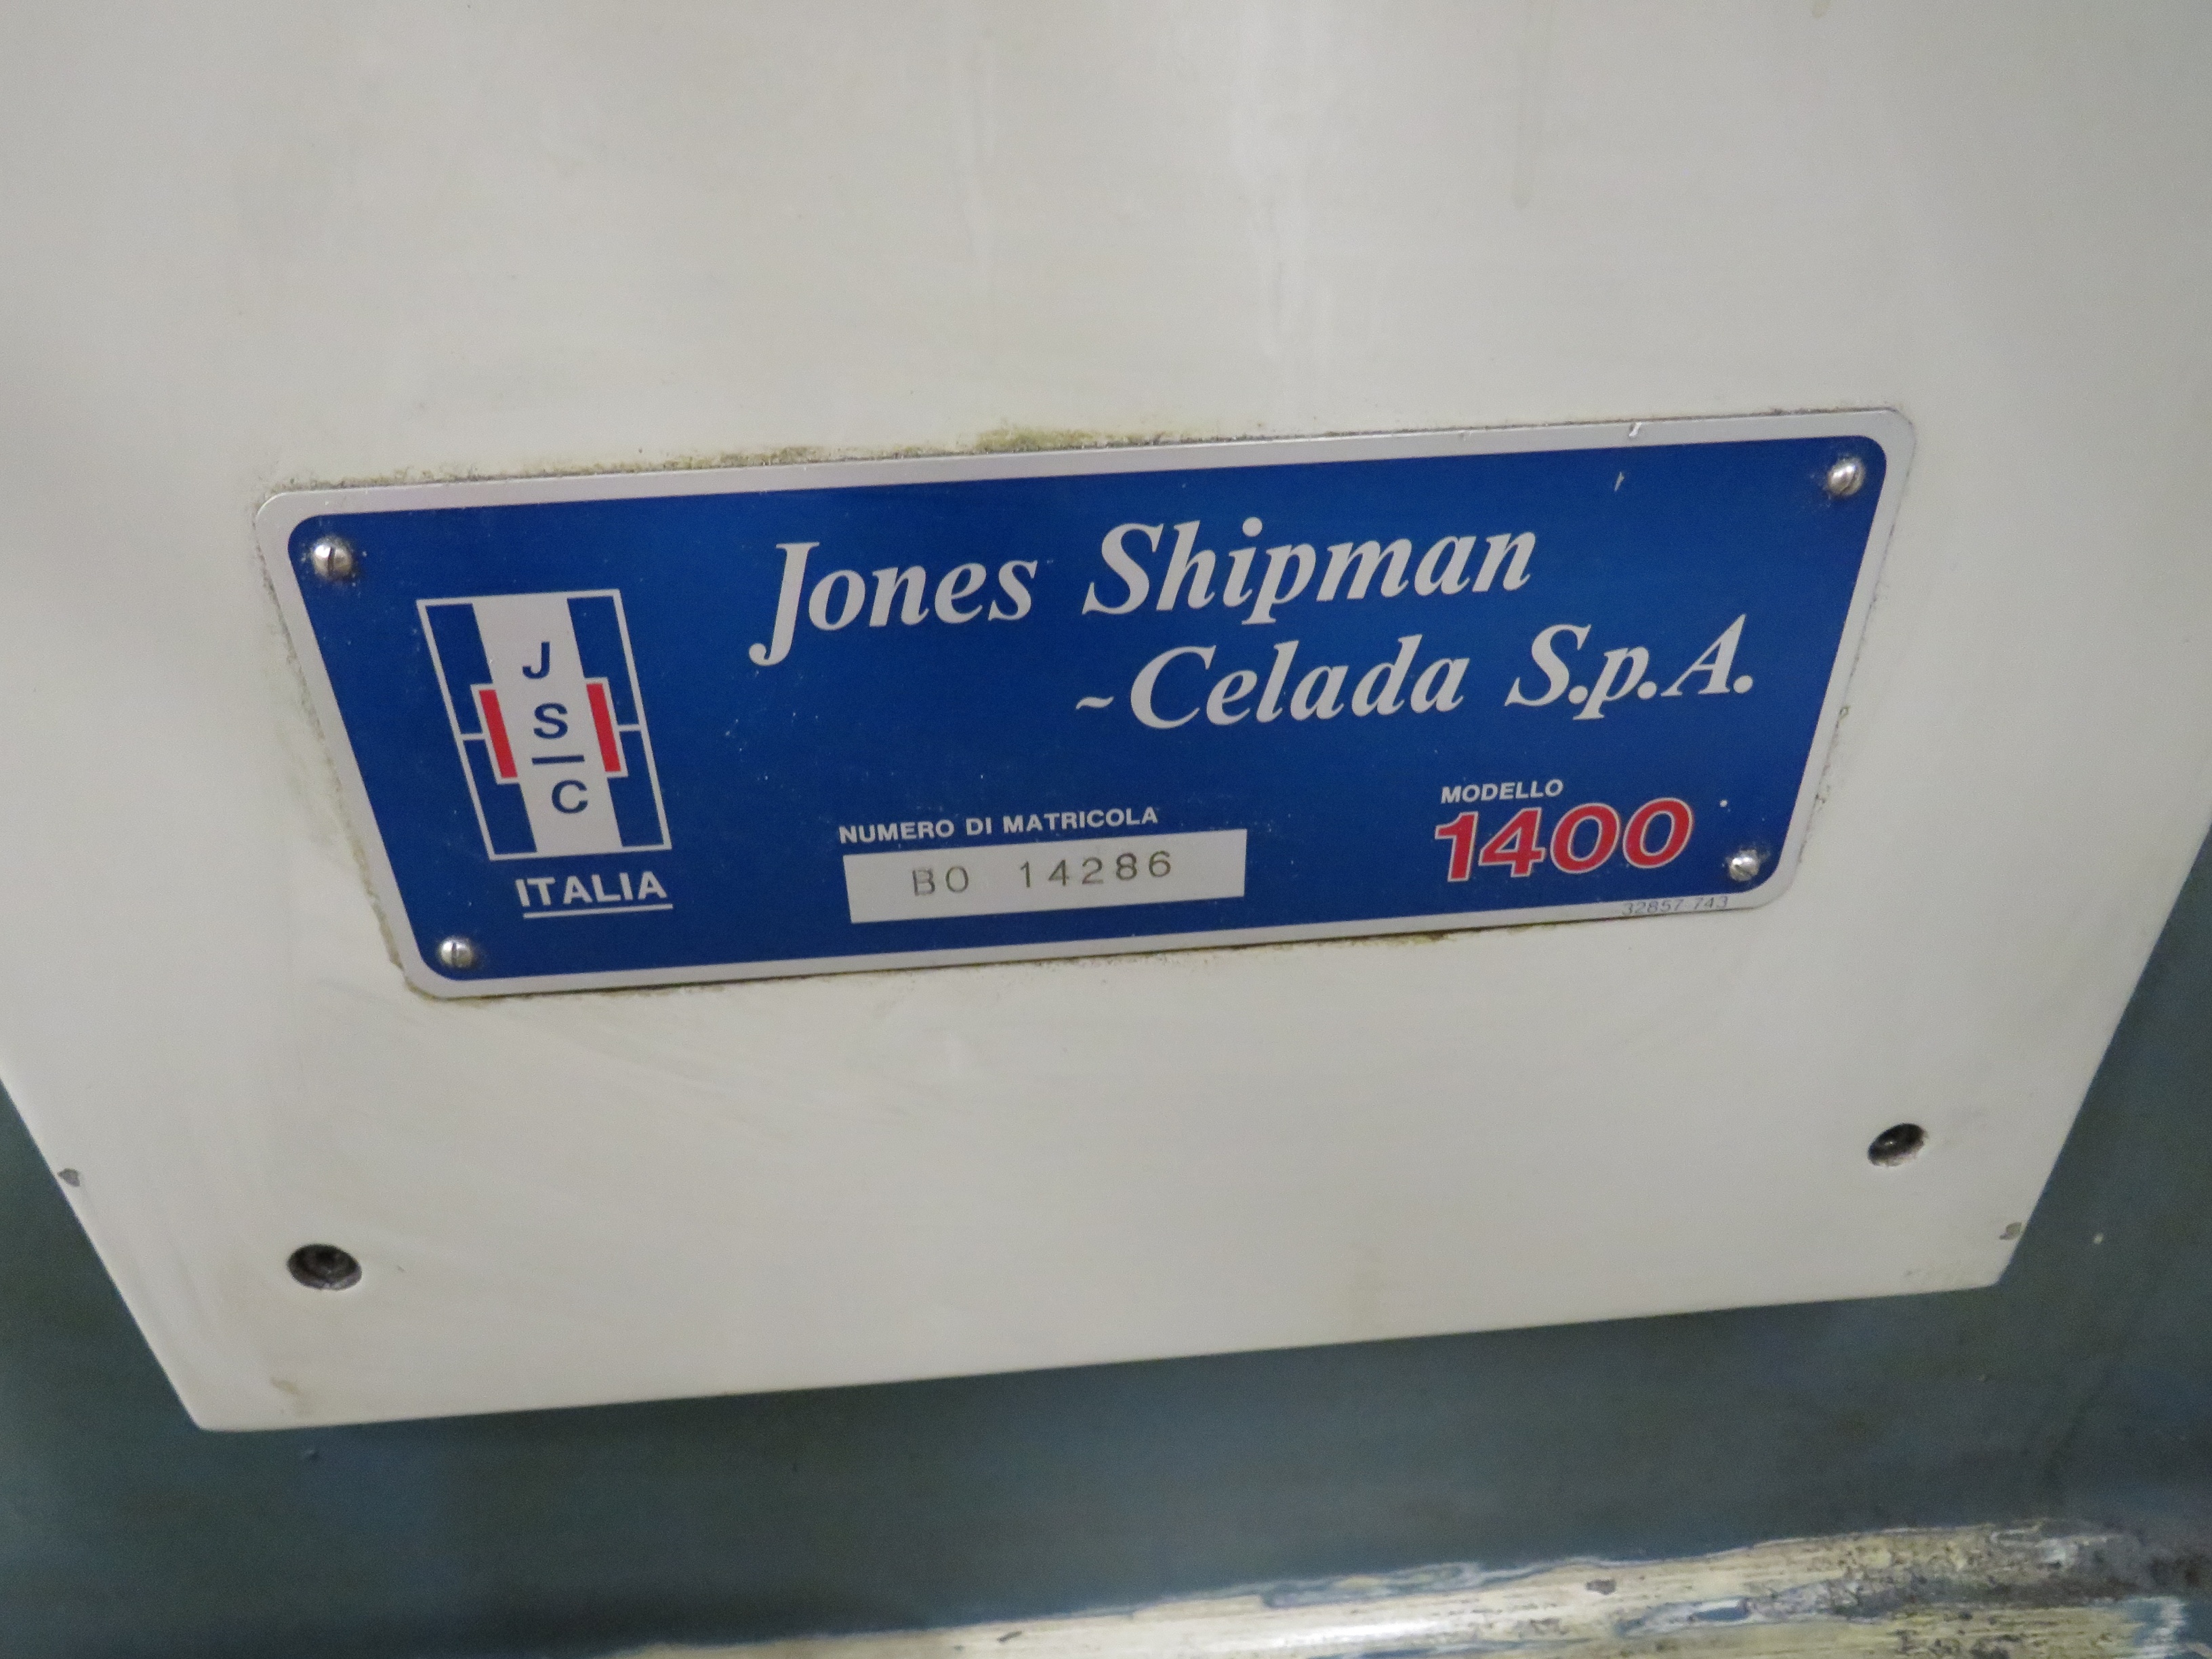 Jones Shipman
~Celada S.p.A.
J
S
C
ITALIA
NUMERO DI MATRICOLA
BO 14286
MODELLO
1400
32857 743